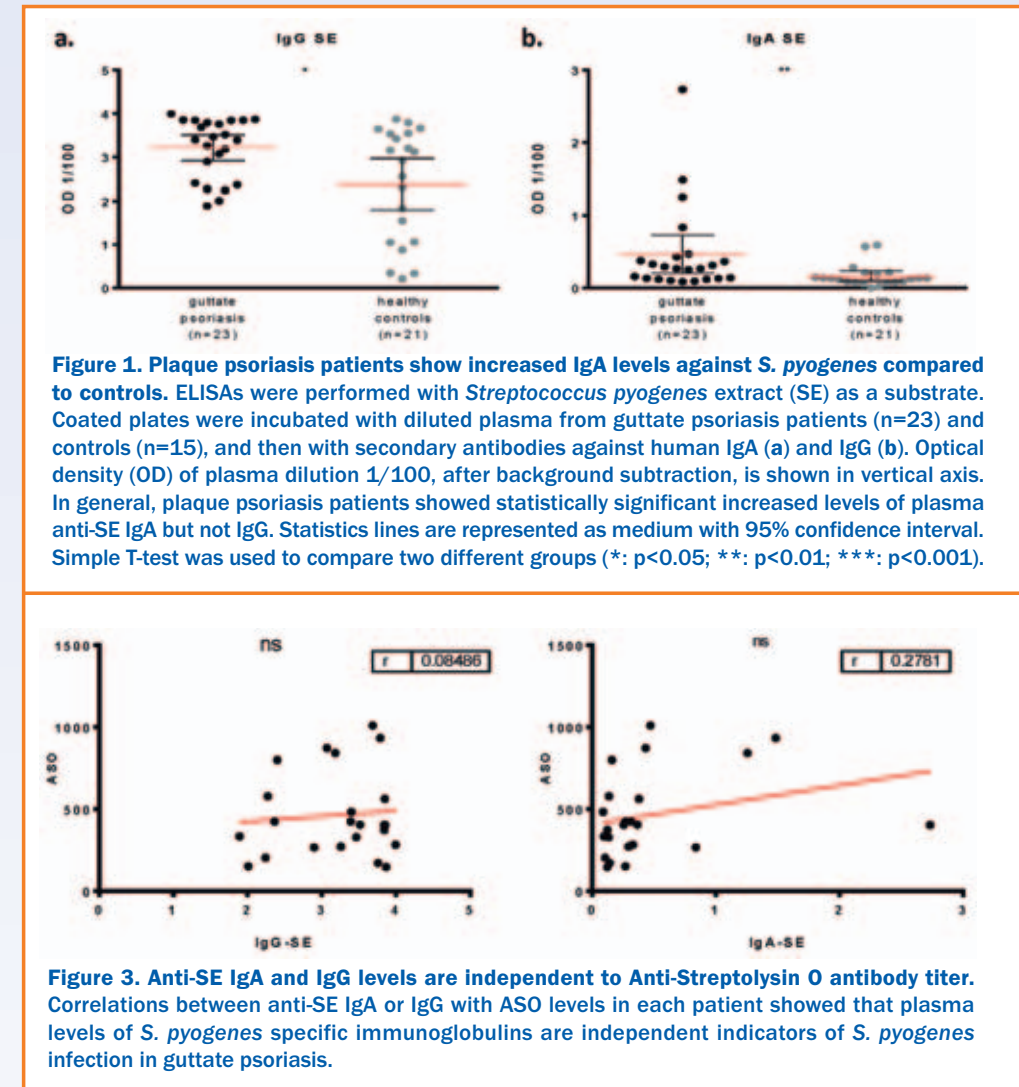 a.
IgG SE
*
5
4
3
2
1
0
OD 1/100
guttate
psoriasis
(n=23)
healthy
controls
(n=21)
b.
IgA SE
**
3
2
1
0
OD 1/100
guttate
psoriasis
(n=23)
healthy
controls
(n=21)
Figure 1. Plaque psoriasis patients show increased IgA levels against S. pyogenes compared
to controls. ELISAs were performed with Streptococcus pyogenes extract (SE) as a substrate.
Coated plates were incubated with diluted plasma from guttate psoriasis patients (n=23) and
controls (n=15), and then with secondary antibodies against human IgA (a) and IgG (b). Optical
density (OD) of plasma dilution 1/100, after background subtraction, is shown in vertical axis.
In general, plaque psoriasis patients showed statistically significant increased levels of plasma
anti-SE IgA but not IgG. Statistics lines are represented as medium with 95% confidence interval.
Simple T-test was used to compare two different groups (*: p<0.05; **: p<0.01; ***: p<0.001).
ns
r 0.08486
1500
1000
500
0
ASO
0 1 2 3 4 5
IgG-SE
ns
r 0.2781
1500
1000
500
0
ASO
0 1 2 3
IgA-SE
Figure 3. Anti-SE IgA and IgG levels are independent to Anti-Streptolysin O antibody titer.
Correlations between anti-SE IgA or IgG with ASO levels in each patient showed that plasma
levels of S. pyogenes specific immunoglobulins are independent indicators of S. pyogenes
infection in guttate psoriasis.